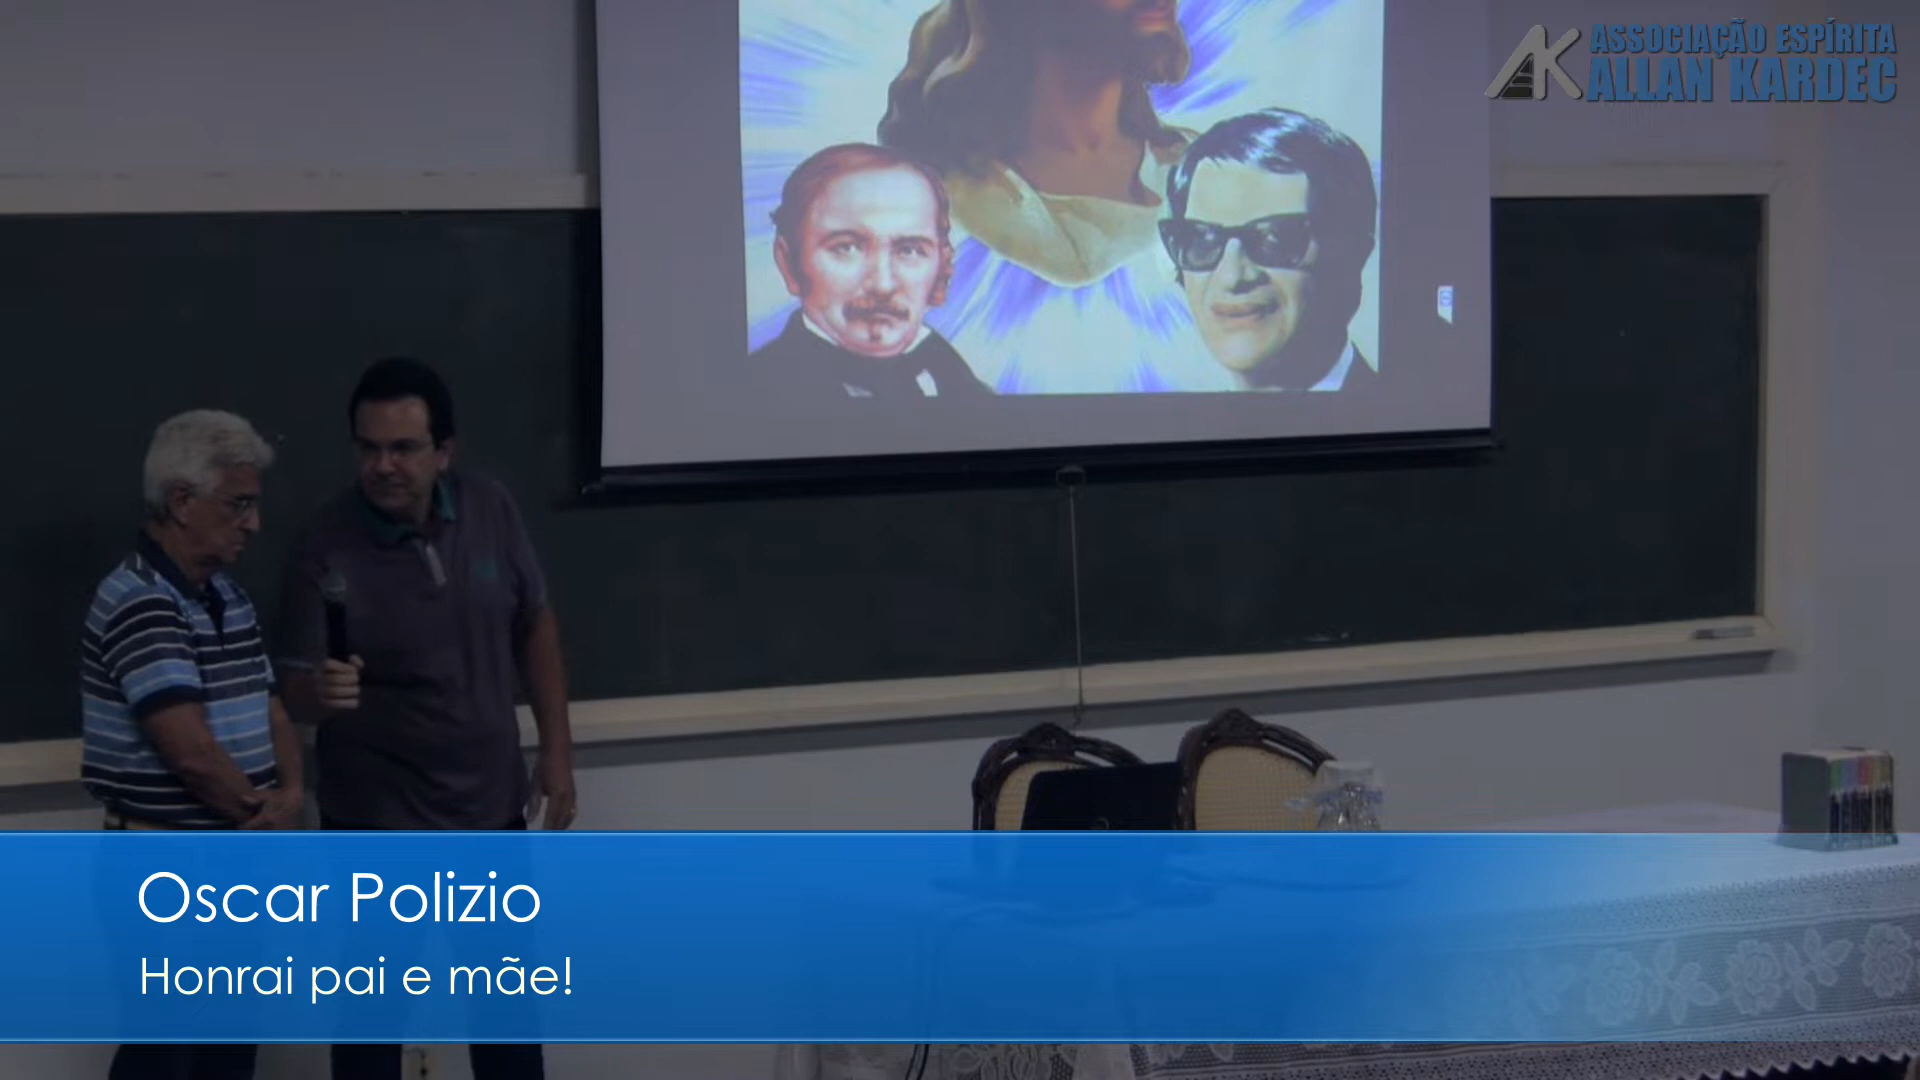 ASSOCIAÇÃO ESPÍRITA
ALLAN KARDEC
Oscar Polizio
Honrai pai e mãe!